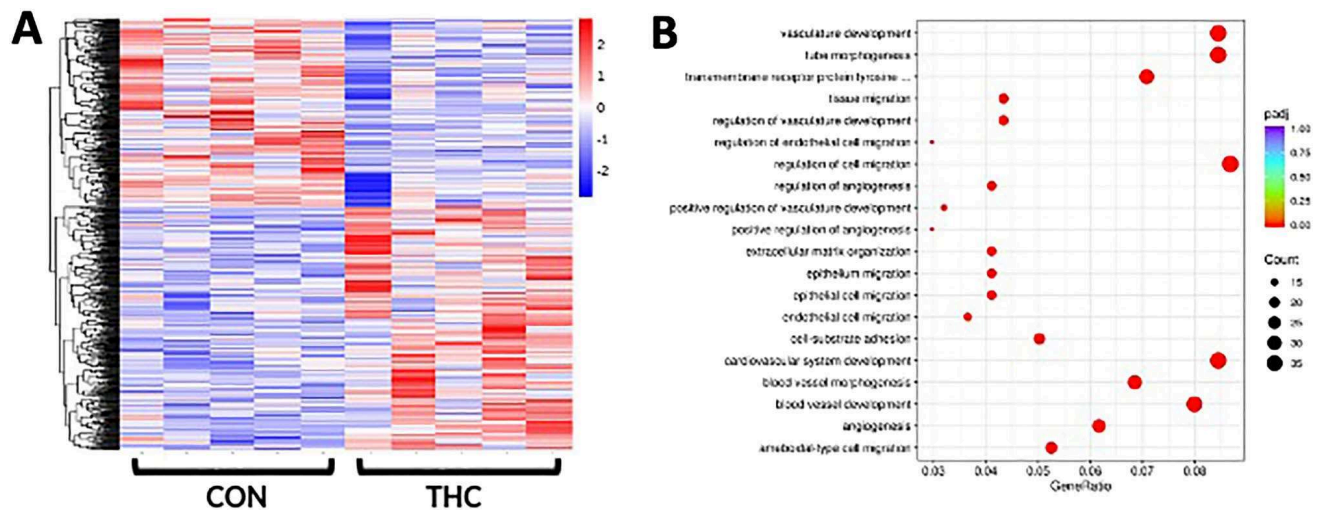 A
2
1
0
-1
-2
CON
THC
B
vasculature development
tube morphogenesis
transmembrane receptor protein tyrosine ...
tissue migration
regulation of vasculature development
regulation of endothelial cell migration
regulation of cell migration
regulation of angiogenesis
positive regulation of vasculature development
positive regulation of angiogenesis
extracellular matrix organization
epithelium migration
epithelial cell migration
endothelial cell migration
cell-substrate adhesion
cardiovascular system development
blood vessel morphogenesis
blood vessel development
angiogenesis
ameboidal-type cell migration
0.03 0.04 0.05 0.06 0.07 0.08
GeneRatio
padj
1.00
0.75
0.50
0.25
0.00
Count
15
20
25
30
35